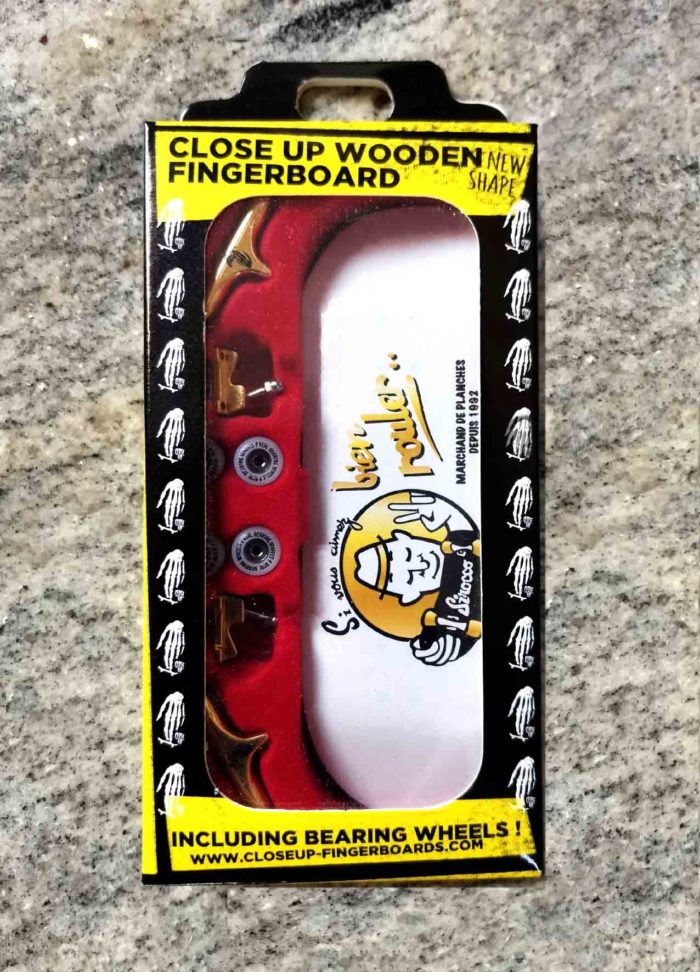 CLOSE UP WOODEN
FINGERBOARD
NEW
SHAPE
Si vous aimez
bien
rouler..
MARCHAND DE PLANCHES
DEPUIS 1992
Sirocco
INCLUDING BEARING WHEELS !
WWW.CLOSEUP-FINGERBOARDS.COM